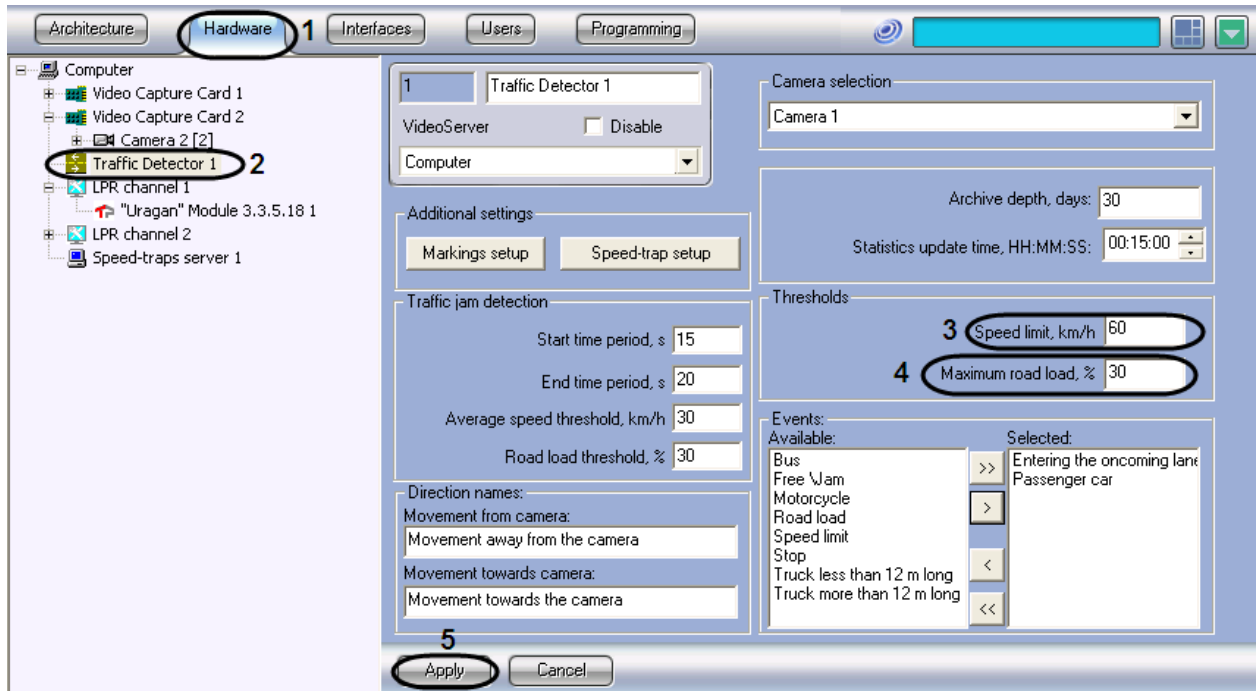 Architecture Hardware 1 Interfaces Users Programming
Computer
Video Capture Card 1
Video Capture Card 2
Camera 2 [2]
Traffic Detector 1 2
LPR channel 1
"Uragan" Module 3.3.5.18 1
LPR channel 2
Speed-traps server 1
1 Traffic Detector 1
VideoServer Disable
Computer
Additional settings
Markings setup Speed-trap setup
Traffic jam detection
Start time period, s 15
End time period, s 20
Average speed threshold, km/h 30
Road load threshold, % 30
Direction names:
Movement from camera:
Movement away from the camera
Movement towards camera:
Movement towards the camera
Camera selection
Camera 1
Archive depth, days: 30
Statistics update time, HH:MM:SS: 00:15:00
Thresholds
3 Speed limit, km/h 60
4 Maximum road load, % 30
Events:
Available:
Bus
Free \Jam
Motorcycle
Road load
Speed limit
Stop
Truck less than 12 m long
Truck more than 12 m long
>>
>
<
<<
Selected:
Entering the oncoming lane
Passenger car
5
Apply Cancel